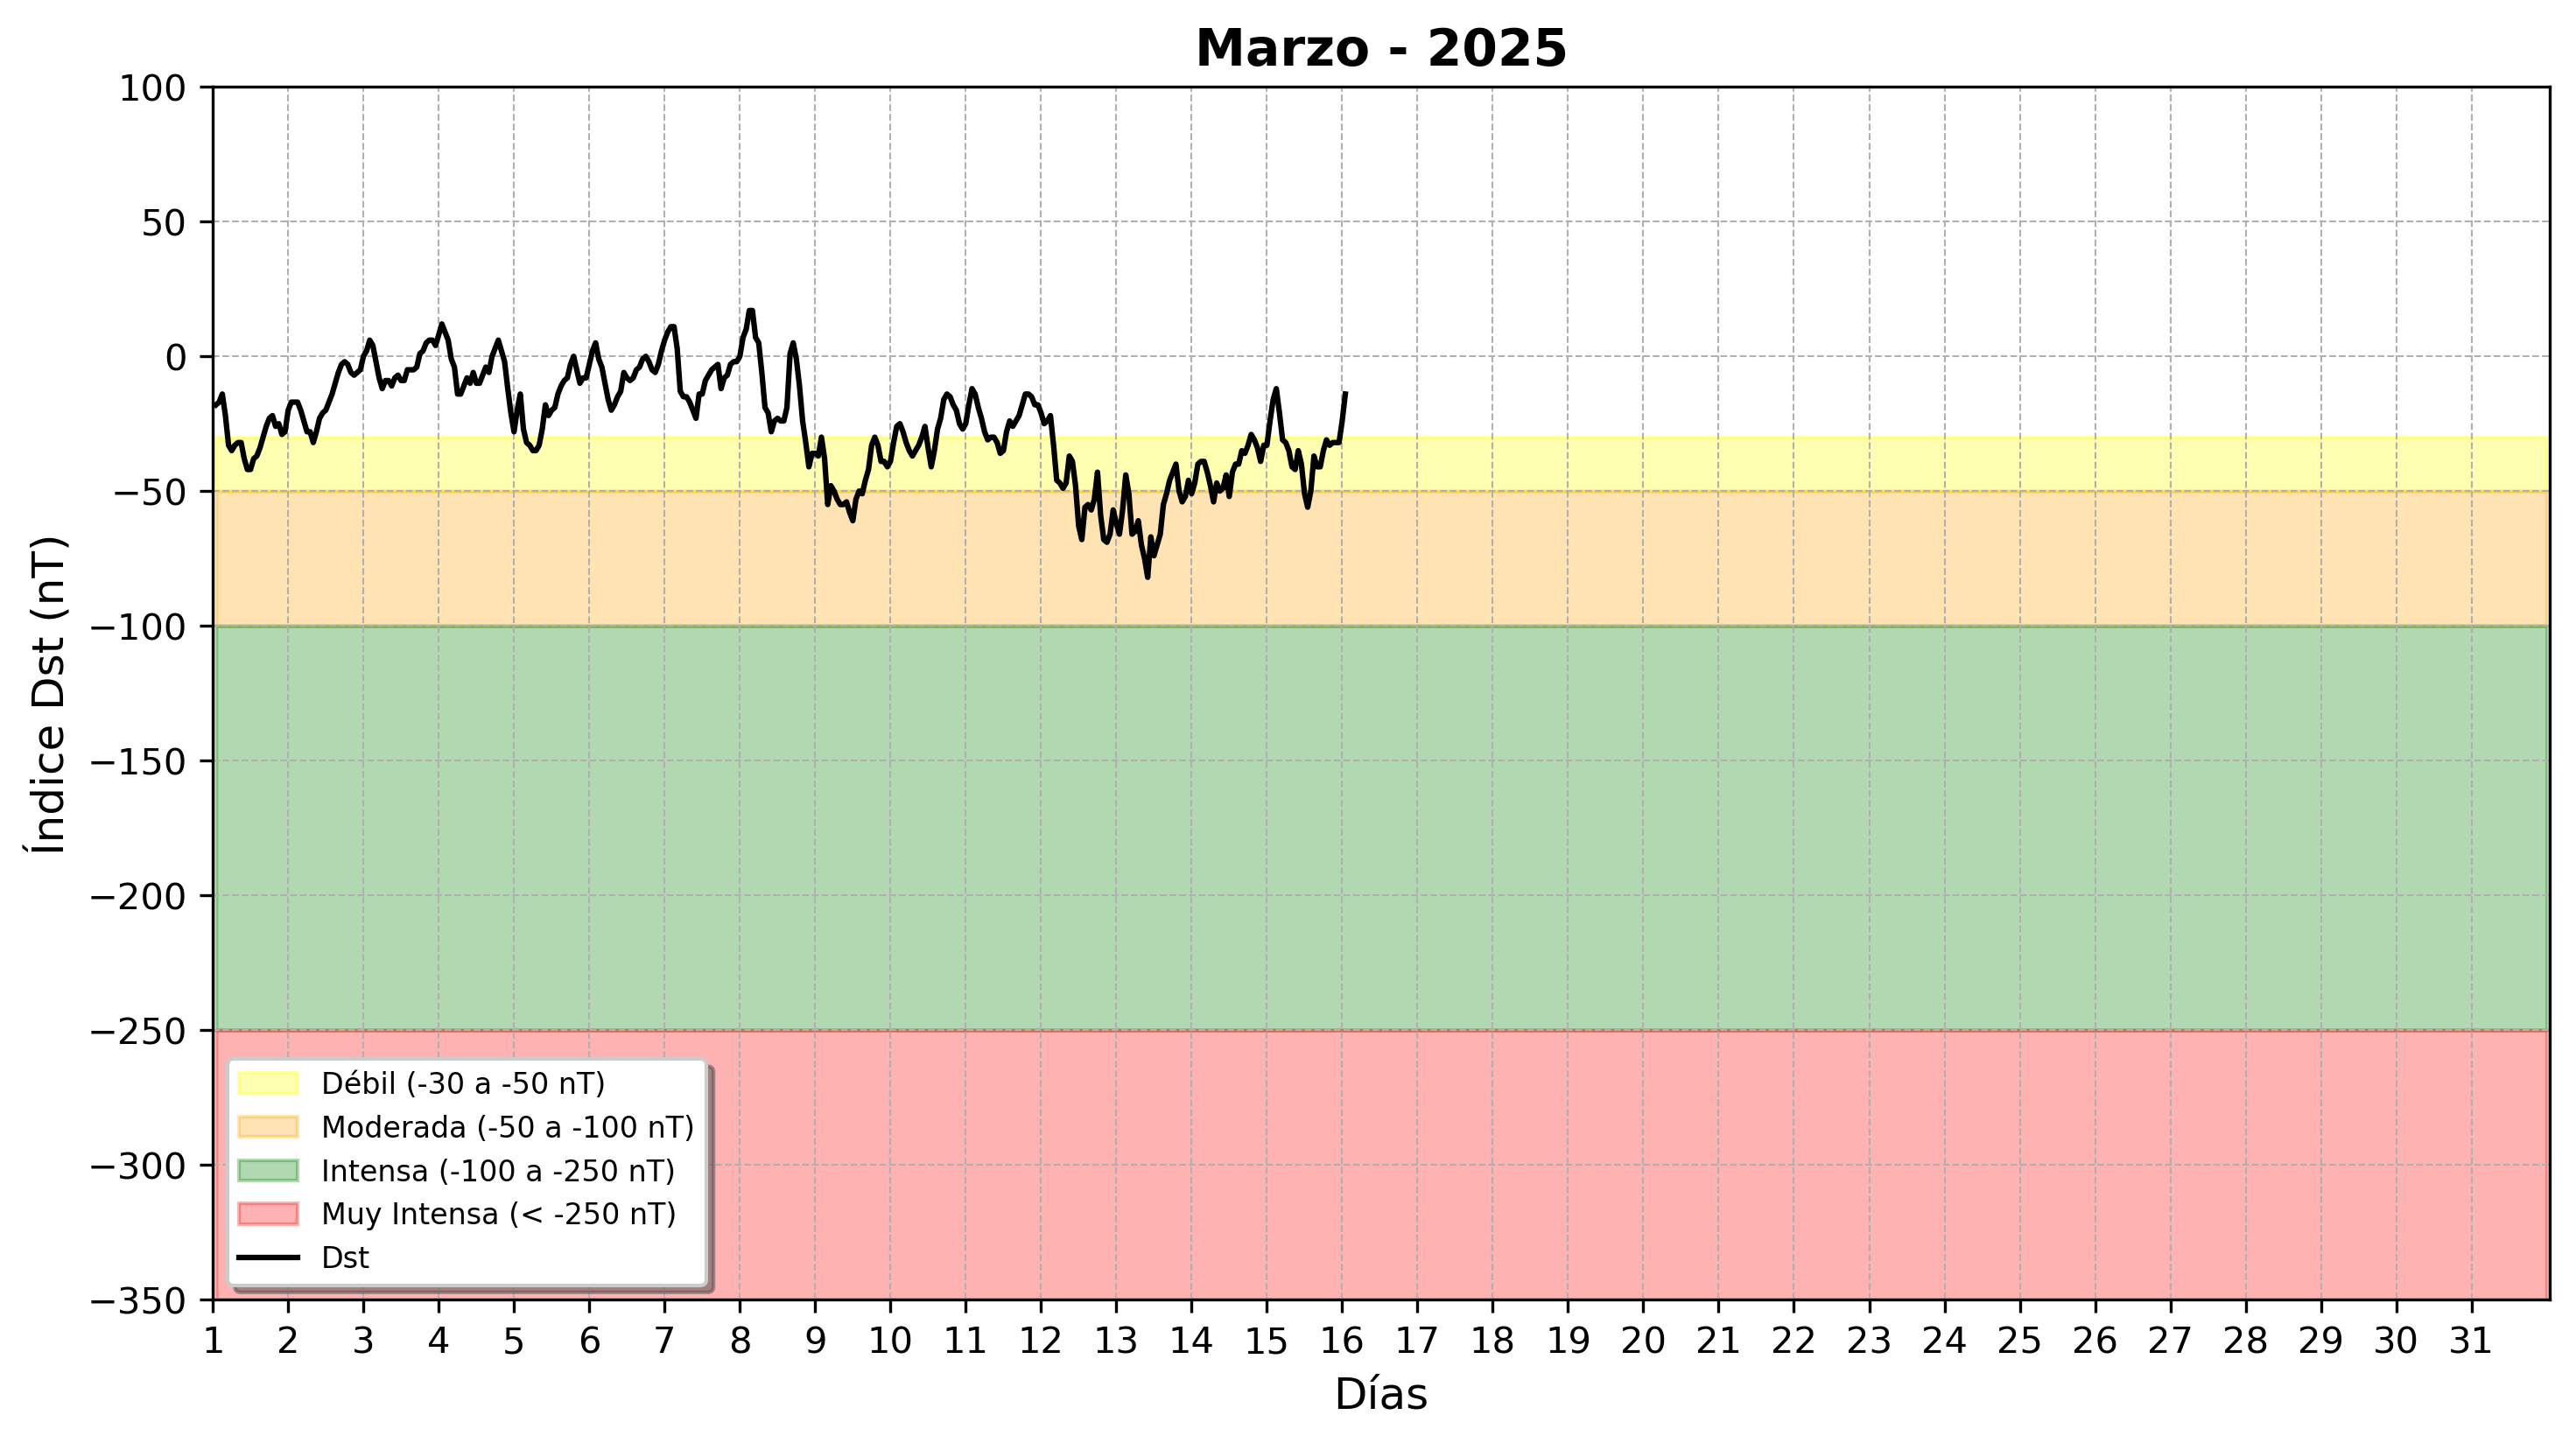 Marzo - 2025
100
50
0
−50
−100
−150
−200
−250
−300
−350
Índice Dst (nT)
Débil (-30 a -50 nT)
Moderada (-50 a -100 nT)
Intensa (-100 a -250 nT)
Muy Intensa (< -250 nT)
Dst
1 2 3 4 5 6 7 8 9 10 11 12 13 14 15 16 17 18 19 20 21 22 23 24 25 26 27 28 29 30 31
Días